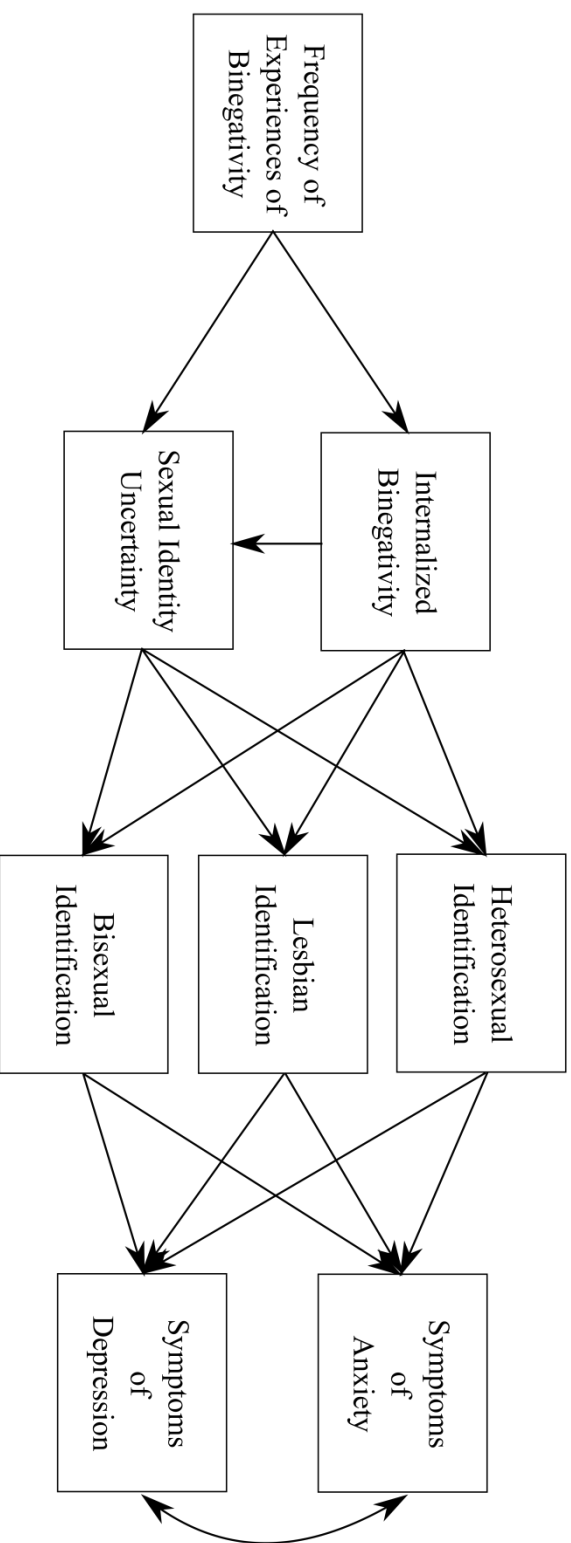 Frequency of
Experiences of
Binegativity
Internalized
Binegativity
Sexual Identity
Uncertainty
Heterosexual
Identification
Lesbian
Identification
Bisexual
Identification
Symptoms
of
Anxiety
Symptoms
of
Depression